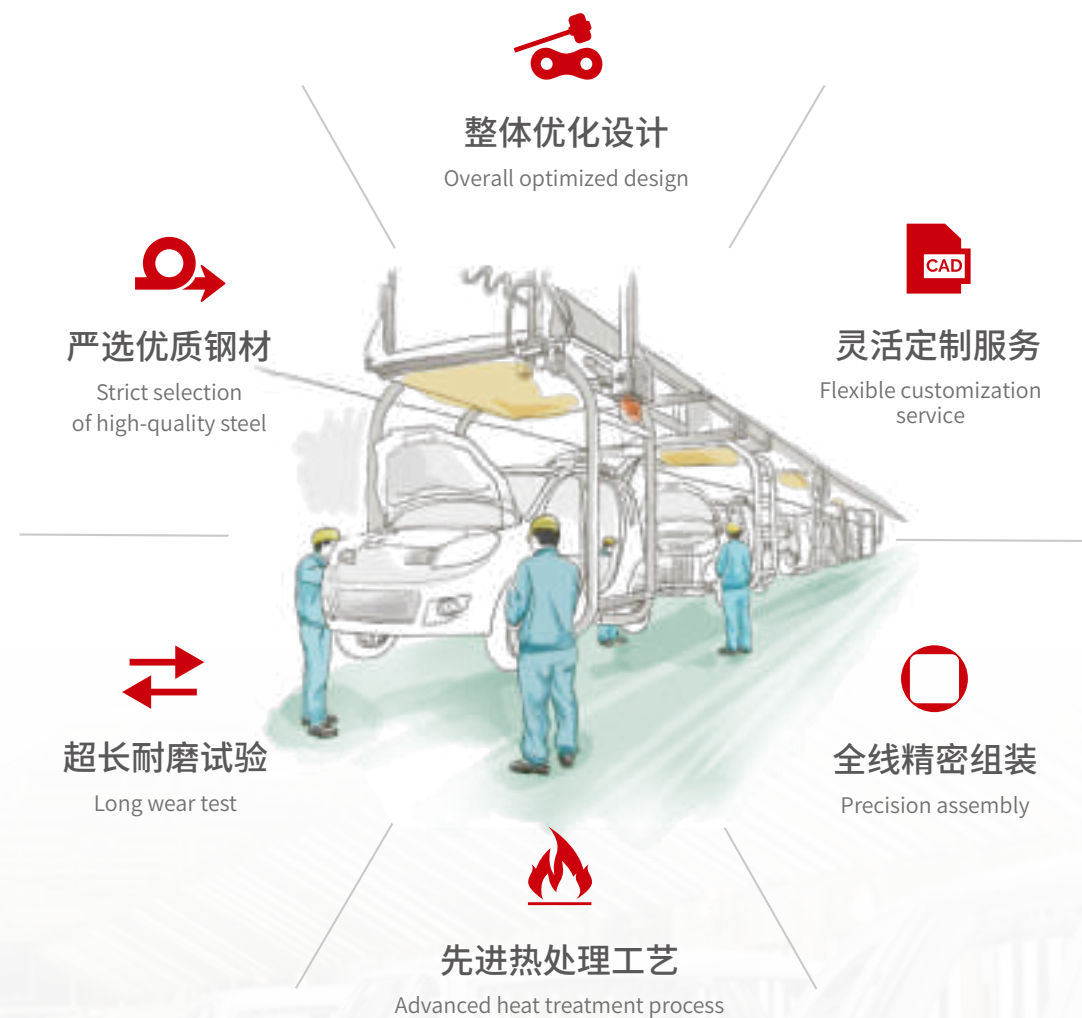 整体优化设计
Overall optimized design
严选优质钢材
Strict selection
of high-quality steel
CAD
灵活定制服务
Flexible customization
service
超长耐磨试验
Long wear test
全线精密组装
Precision assembly
先进热处理工艺
Advanced heat treatment process